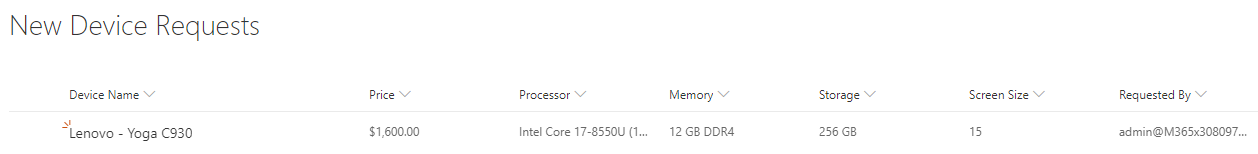 New Device Requests
Device Name Price Processor Memory Storage Screen Size Requested By
Lenovo - Yoga C930 $1,600.00 Intel Core 17-8550U (1... 12 GB DDR4 256 GB 15 admin@M365x308097...